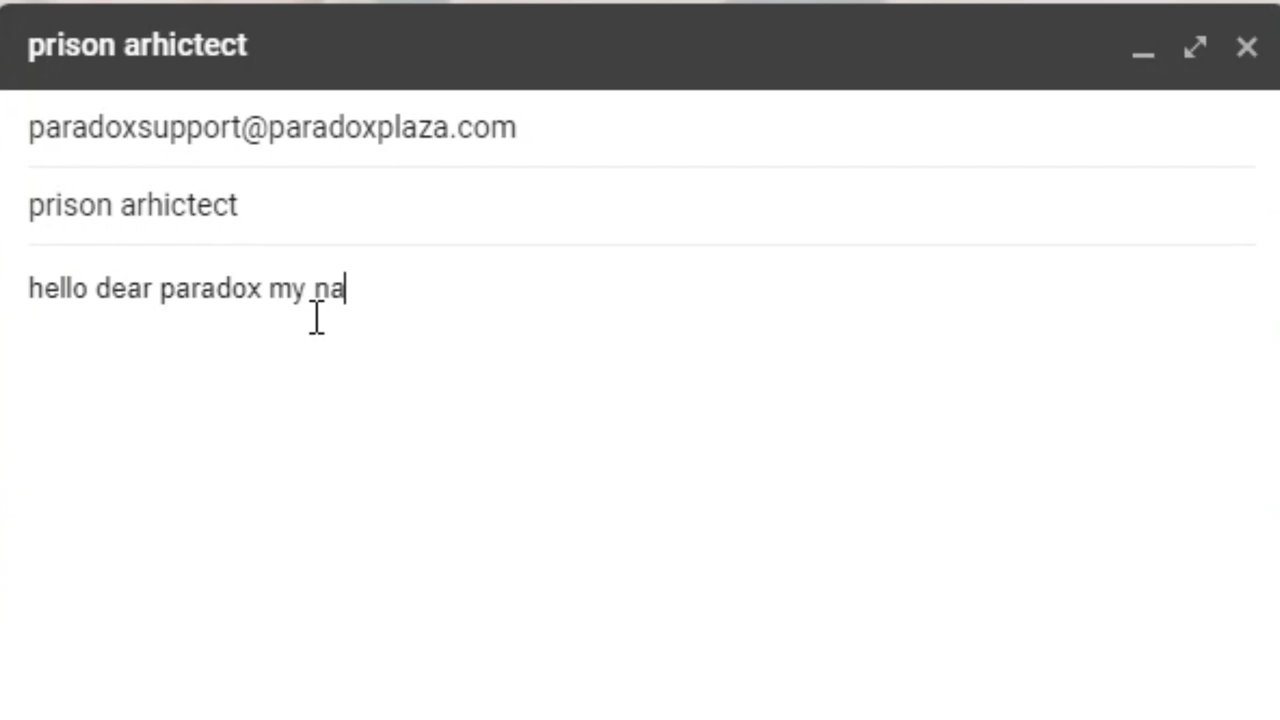 prison arhictect
paradoxsupport@paradoxplaza.com
prison arhictect
hello dear paradox my na